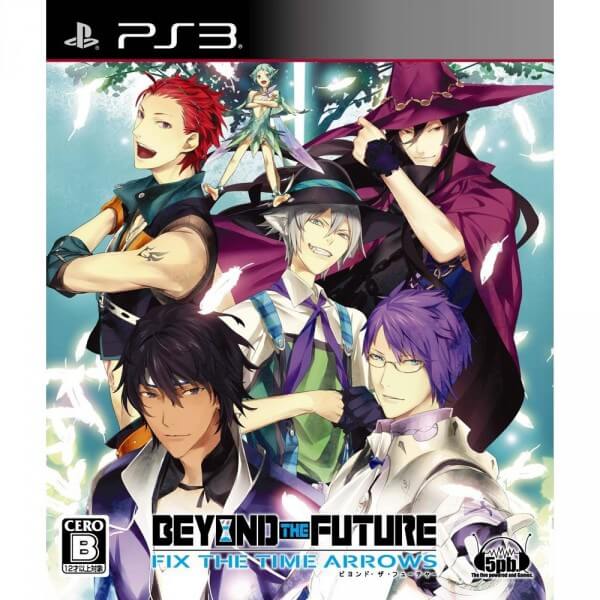 PS3
BEYOND THE FUTURE
FIX THE TIME ARROWS
ビヨンド・ザ・フューチャー
CERO
B
12才以上対象
5pb.
The five powered and Games.